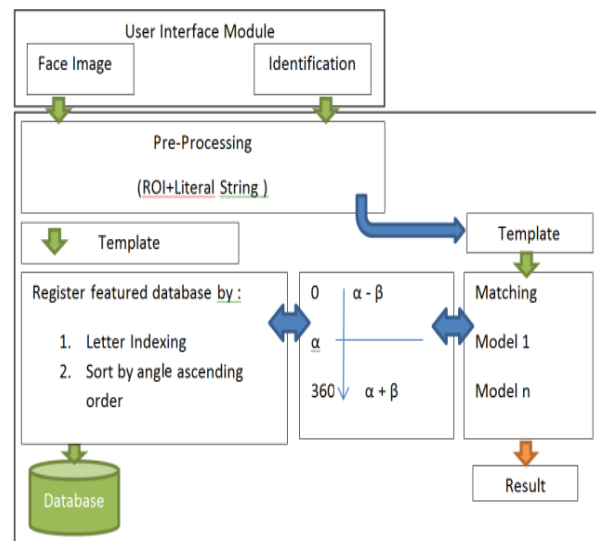 User Interface Module
Face Image
Identification
Pre-Processing
(ROI+Literal String )
Template
Template
Register featured database by :
1. Letter Indexing
2. Sort by angle ascending
order
0 α - β
α
360 α + β
Matching
Model 1
Model n
Database
Result